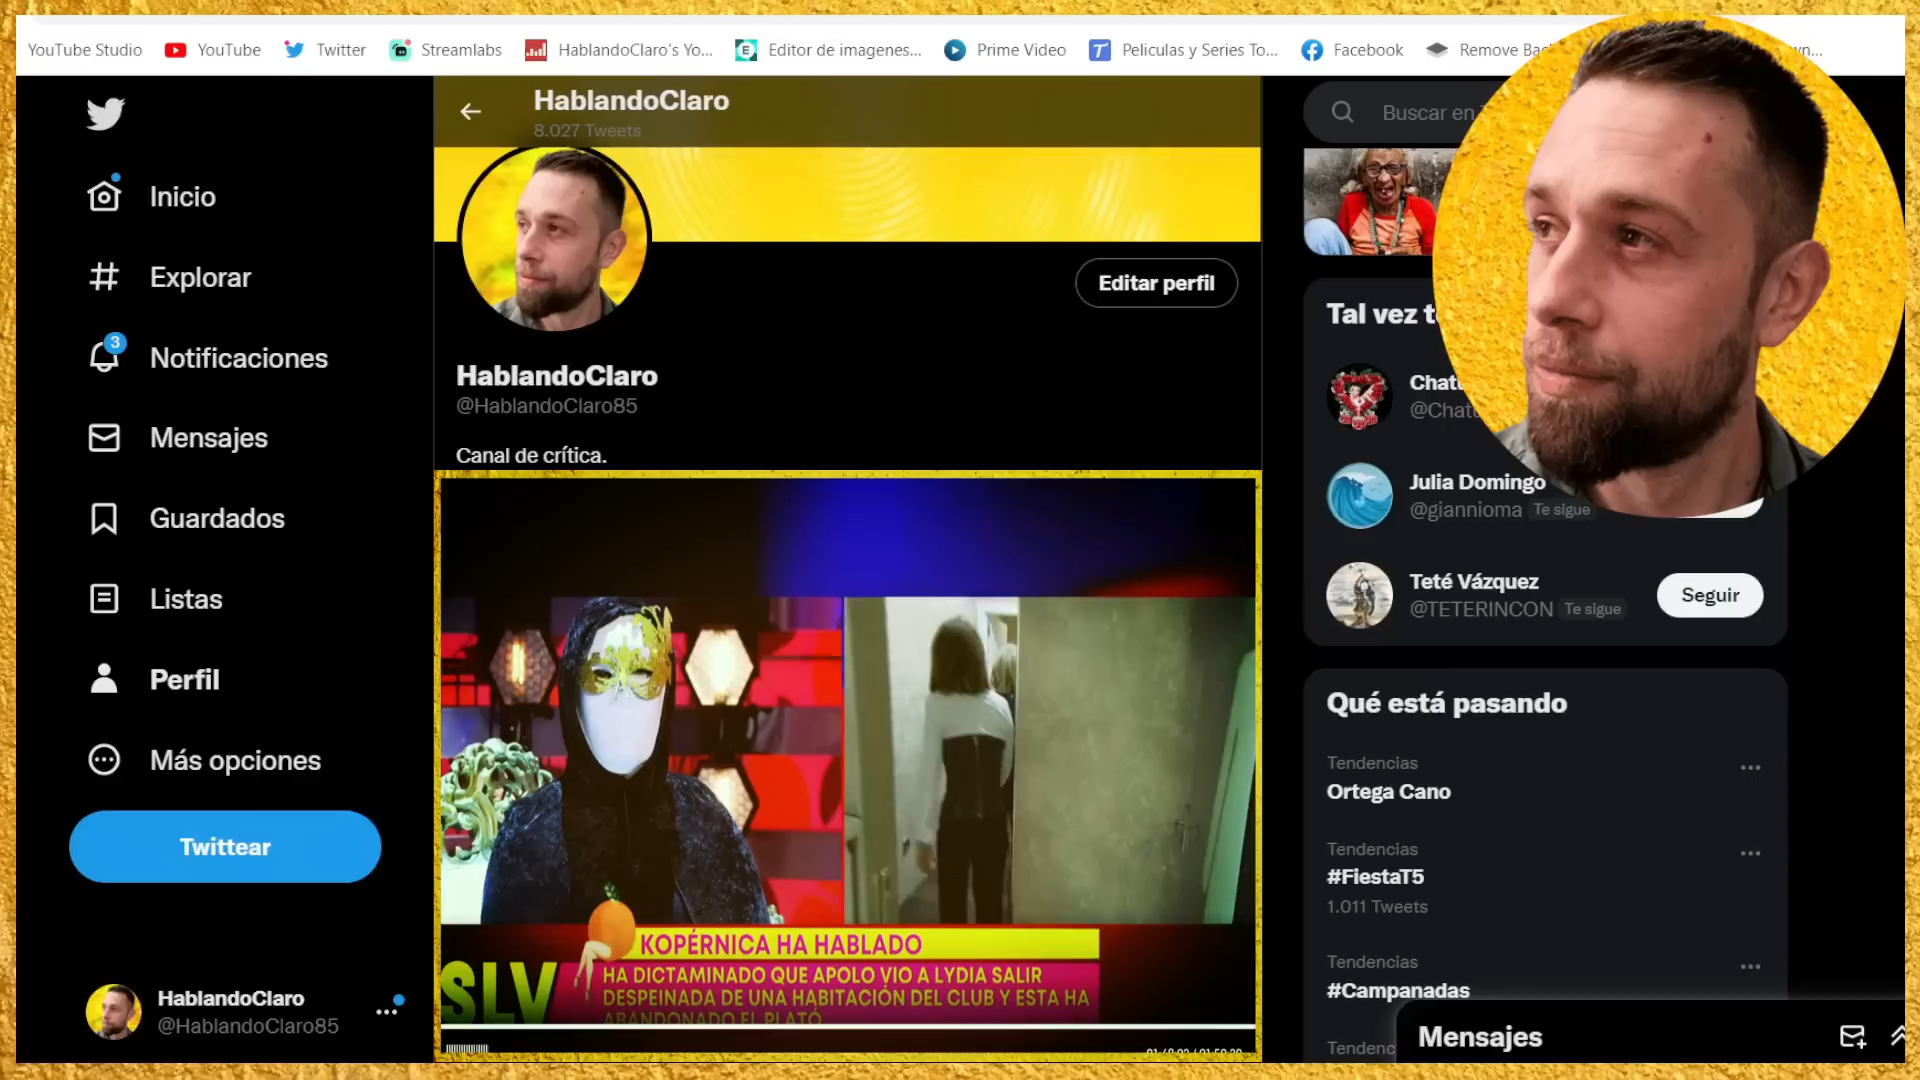 YouTube Studio
YouTube
Twitter
Streamlabs
HablandoClaro's Yo...
Editor de imagenes...
Prime Video
Peliculas y Series To...
Facebook
Remove
HablandoClaro
8.027 Tweets
Buscar en
Inicio
Explorar
3
Notificaciones
Mensajes
Guardados
Listas
Perfil
Más opciones
Twittear
HablandoClaro
@HablandoClaro85
Editar perfil
HablandoClaro
@HablandoClaro85
Canal de crítica.
KOPÉRNICA HA HABLADO
SLV
HA DICTAMINADO QUE APOLO VIO A LYDIA SALIR
DESPEINADA DE UNA HABITACIÓN DEL CLUB Y ESTA HA
ABANDONADO EL PLATÓ
Tal vez
Julia Domingo
@giannioma Te sigue
Teté Vázquez
@TETERINCON Te sigue
Seguir
Qué está pasando
Tendencias
Ortega Cano
Tendencias
#FiestaT5
1.011 Tweets
Tendencias
#Campanadas
Mensajes